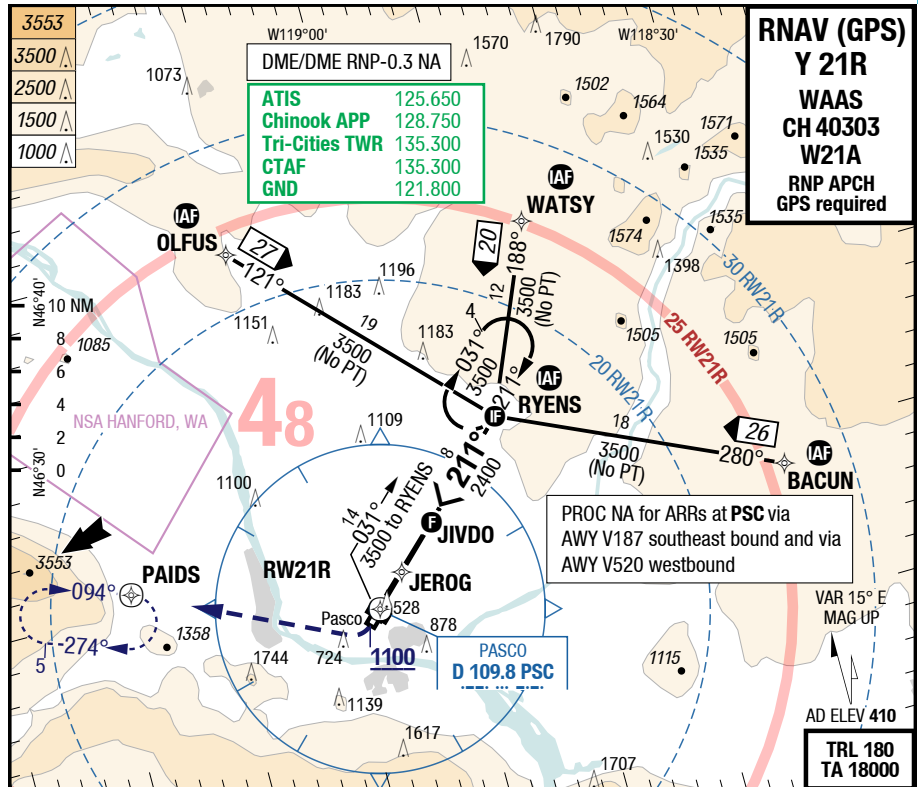 3553
3500
2500
1500
1000
W119°00'
W118°30'
RNAV (GPS)
Y 21R
WAAS
CH 40303
W21A
RNP APCH
GPS required
DME/DME RNP-0.3 NA
ATIS 125.650
Chinook APP 128.750
Tri-Cities TWR 135.300
CTAF 135.300
GND 121.800
1073
1570
1790
1502
1564
1571
1530
1535
IAF
WATSY
IAF
OLFUS
1574
1535
1398
27
121°
20
188°
12
3500
(No PT)
1196
1183
1151
19
3500
(No PT)
1183
4
031°
3500
211°
30 RW21R
25 RW21R
20 RW21R
1505
1505
N46°40'
10 NM
8
6
4
2
0
N46°30'
1085
NSA HANFORD, WA
48
IAF
RYENS
IF
18
3500
(No PT)
26
280°
IAF
BACUN
1109
1100
8
211°
2400
14
031°
3500 to RYENS
F
JIVDO
JEROG
PROC NA for ARRs at PSC via
AWY V187 southeast bound and via
AWY V520 westbound
3553
PAIDS
094°
274°
5
1358
RW21R
Pasco
528
878
724
1100
1744
1139
1617
PASCO
D 109.8 PSC
1115
1707
VAR 15° E
MAG UP
AD ELEV 410
TRL 180
TA 18000